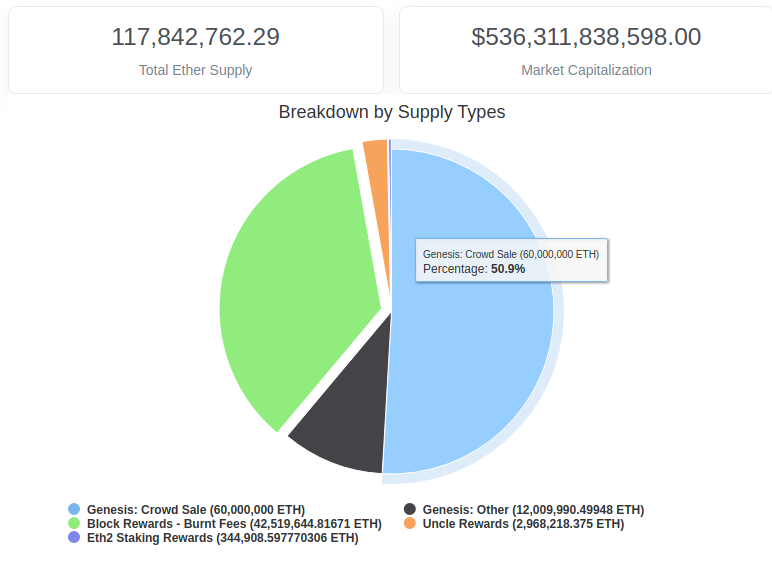 117,842,762.29
Total Ether Supply
$536,311,838,598.00
Market Capitalization
Breakdown by Supply Types
Genesis: Crowd Sale (60,000,000 ETH)
Percentage: 50.9%
Genesis: Crowd Sale (60,000,000 ETH)
Genesis: Other (12,009,990.49948 ETH)
Block Rewards - Burnt Fees (42,519,644.81671 ETH)
Uncle Rewards (2,968,218.375 ETH)
Eth2 Staking Rewards (344,908.597770306 ETH)